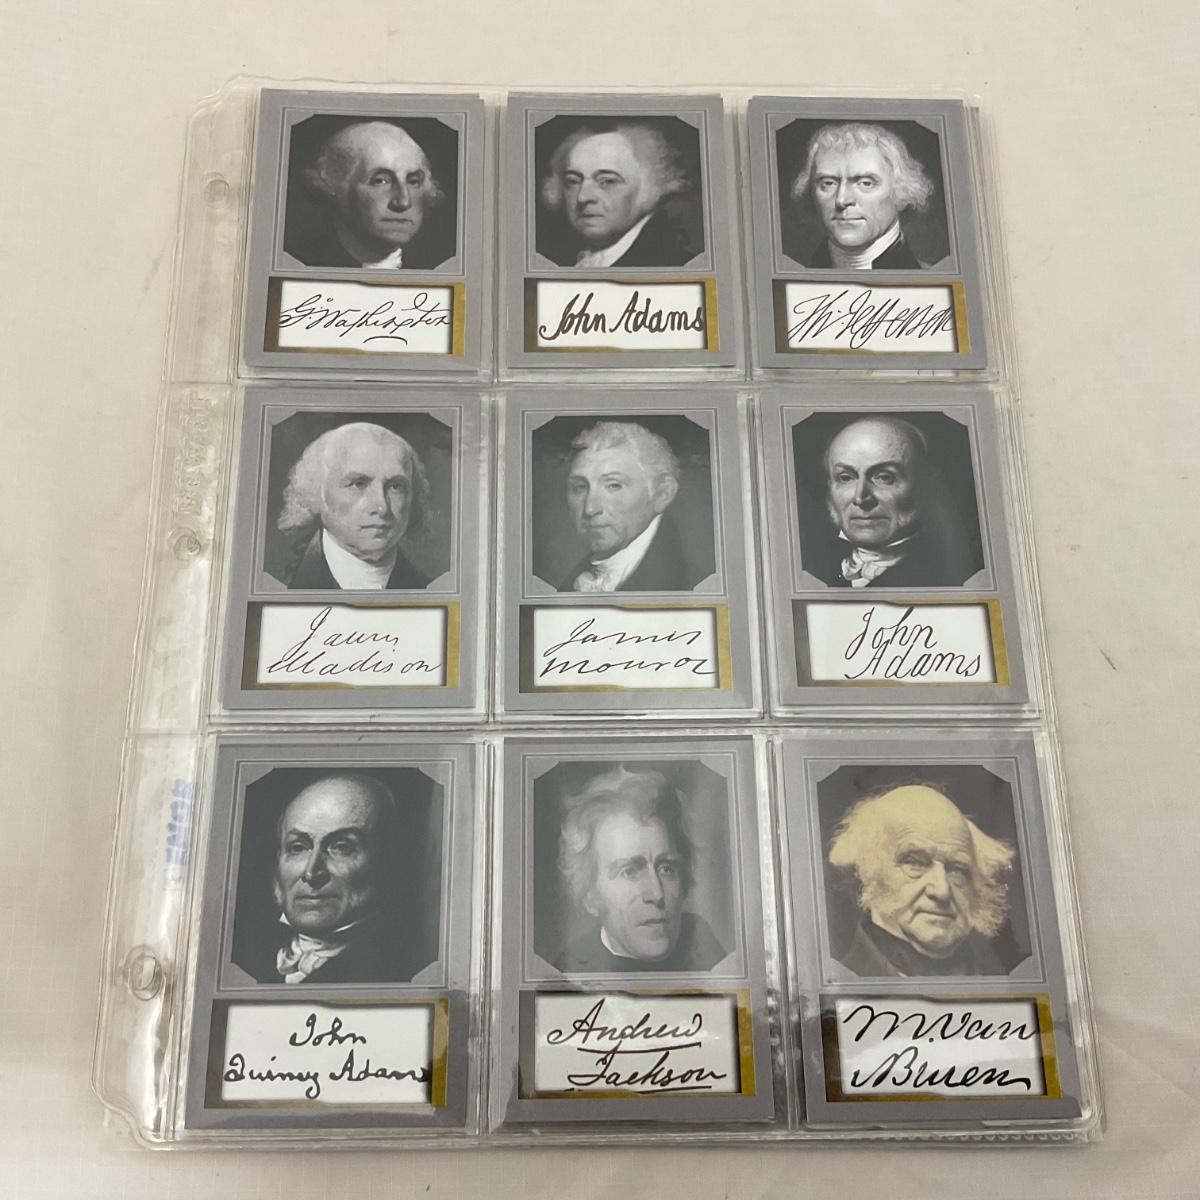 G:Washington
John Adams
Th:Jefferson
James
Madison
James
Monroe
John
Adams
John
Quincy Adams
Andrew
Jackson
M.Van
Buren